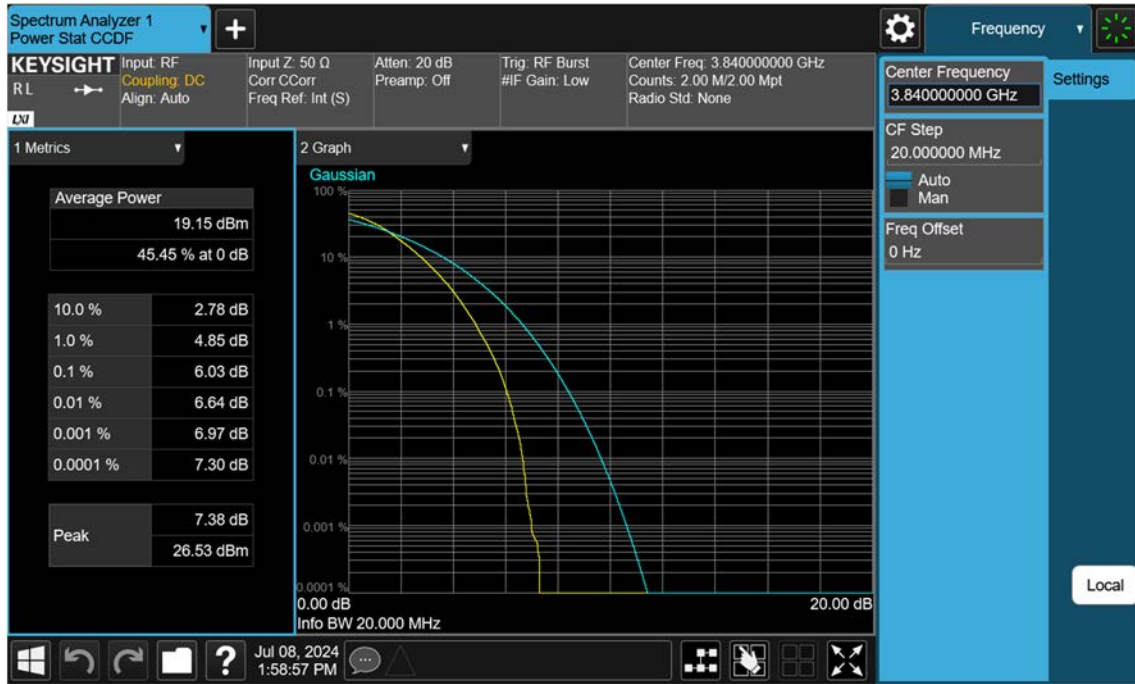 Spectrum Analyzer 1
Power Stat CCDF
Frequency
KEYSIGHT
RL
LXI
Input: RF
Coupling: DC
Align: Auto
Input Z: 50 Ω
Corr CCorr
Freq Ref: Int (S)
Atten: 20 dB
Preamp: Off
Trig: RF Burst
#IF Gain: Low
Center Freq: 3.840000000 GHz
Counts: 2.00 M/2.00 Mpt
Radio Std: None
Center Frequency
3.840000000 GHz
Settings
CF Step
20.000000 MHz
Auto
Man
Freq Offset
0 Hz
Local
1 Metrics
Average Power
19.15 dBm
45.45 % at 0 dB
10.0 % 2.78 dB
1.0 % 4.85 dB
0.1 % 6.03 dB
0.01 % 6.64 dB
0.001 % 6.97 dB
0.0001 % 7.30 dB
Peak
7.38 dB
26.53 dBm
2 Graph
Gaussian
100 %
10 %
1 %
0.1 %
0.01 %
0.001 %
0.0001 %
0.00 dB 20.00 dB
Info BW 20.000 MHz
?
Jul 08, 2024
1:58:57 PM